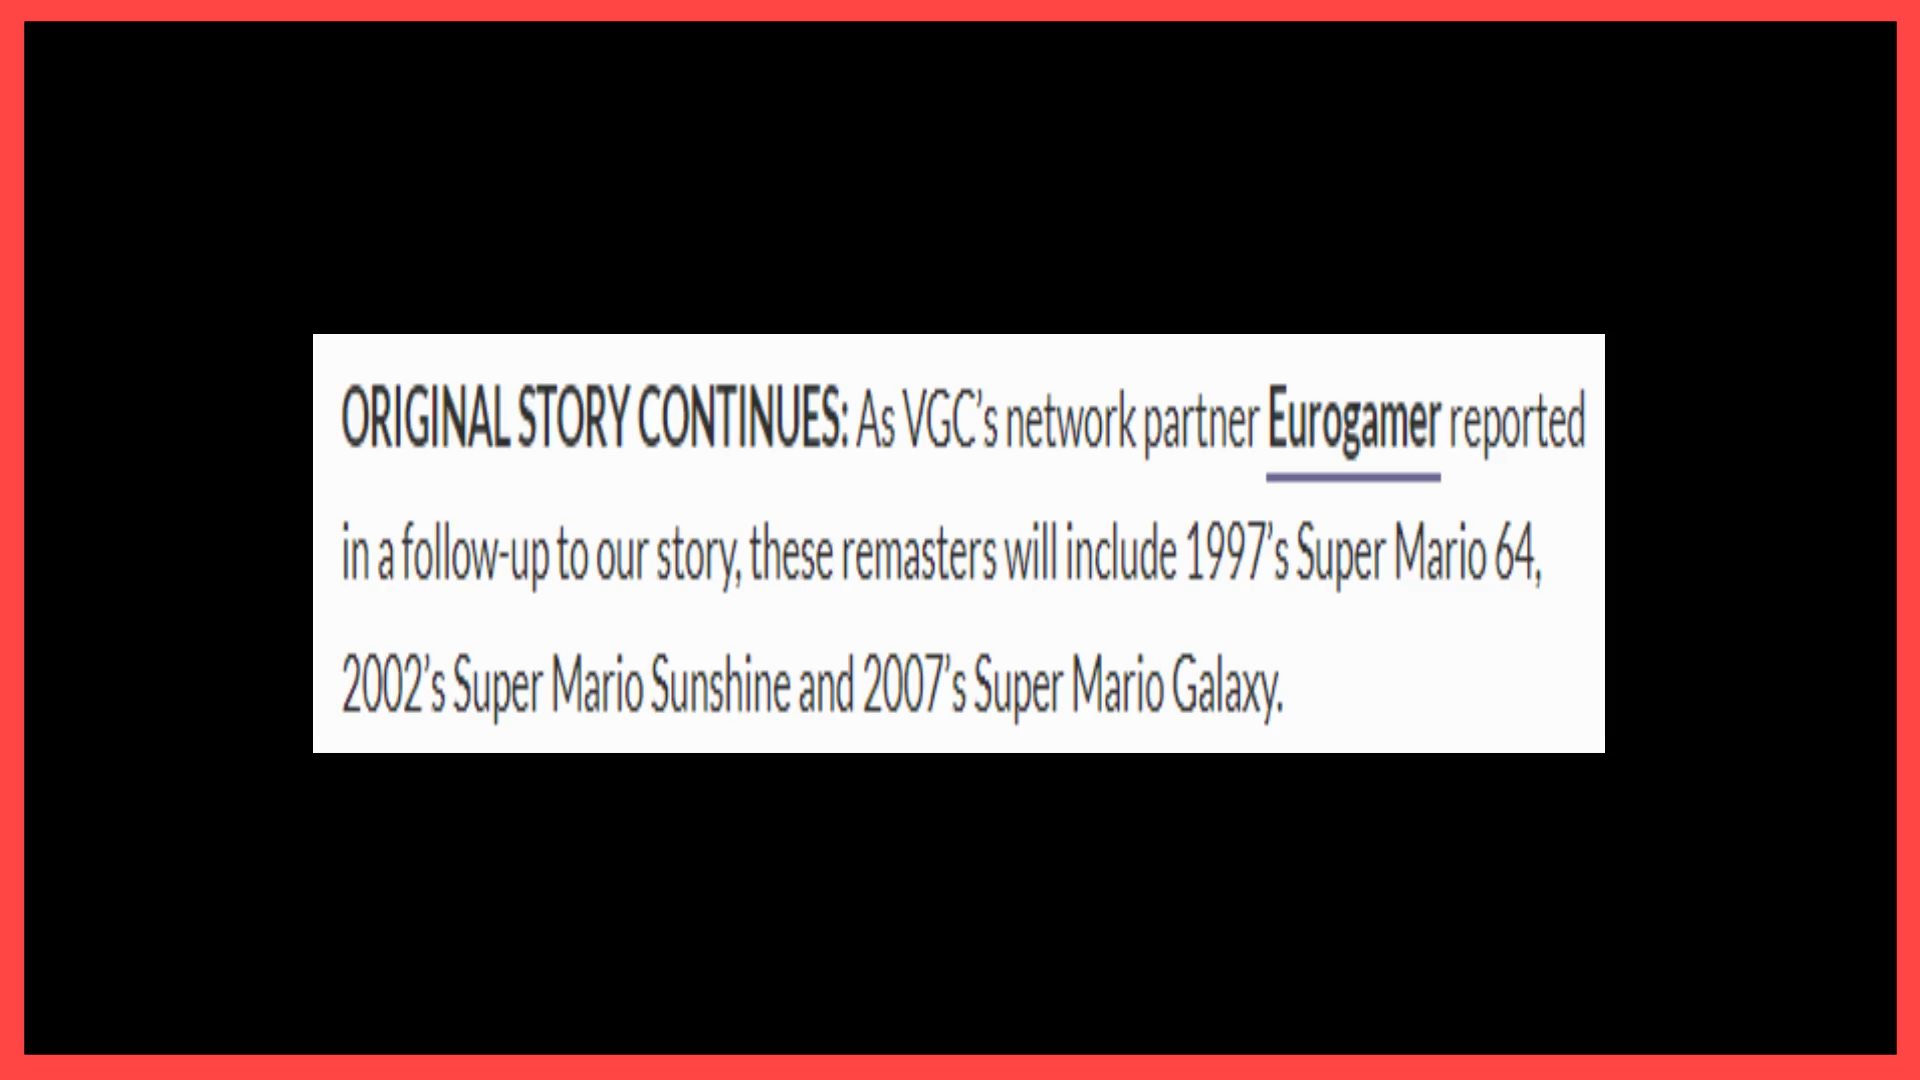 ORIGINAL STORY CONTINUES: As VGC’s network partner Eurogamer reported
in a follow-up to our story, these remasters will include 1997’s Super Mario 64,
2002’s Super Mario Sunshine and 2007’s Super Mario Galaxy.